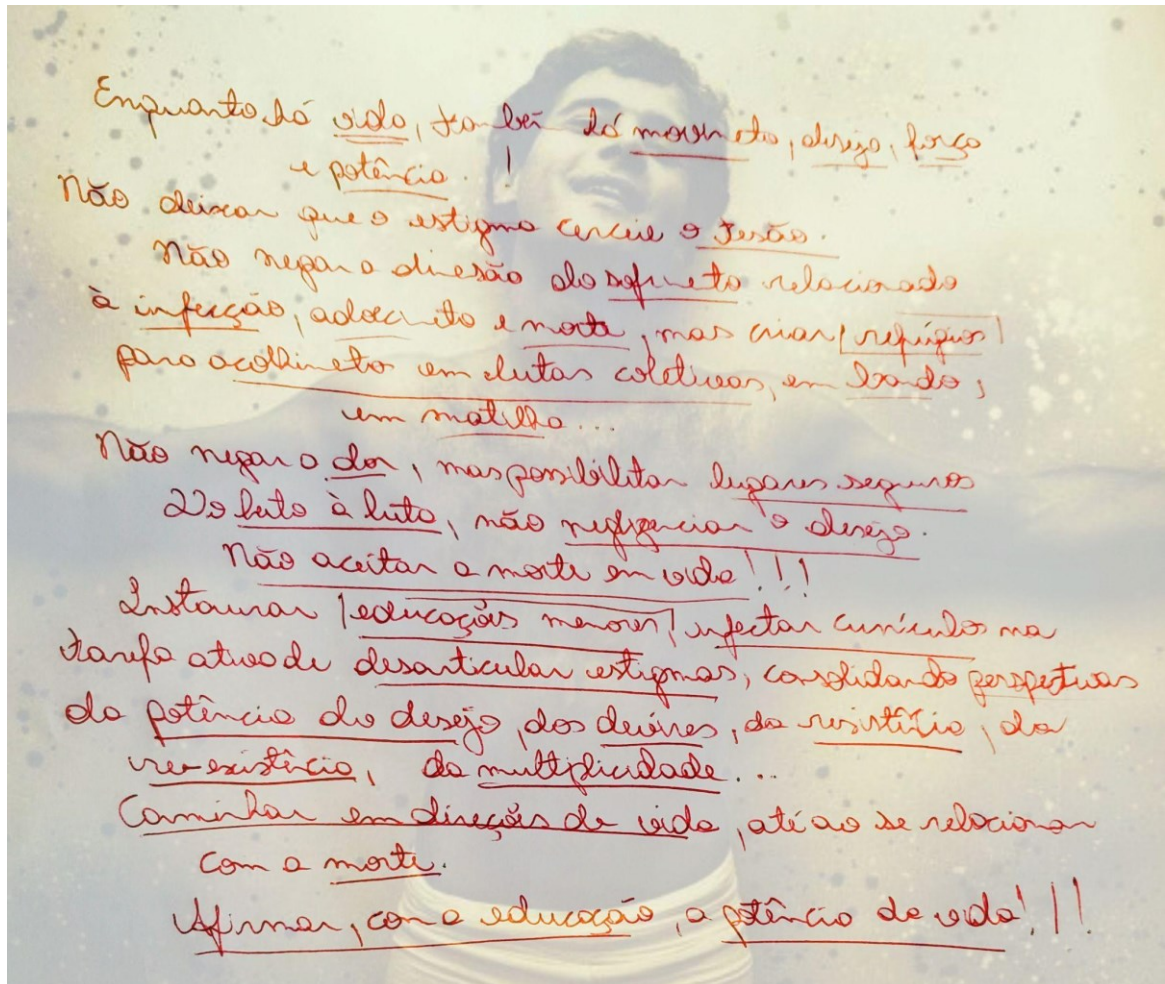 Enquanto há vida, também há movimento, desejo, força
e potência. !
Não deixar que o estigma cerceie o Tesão.
Não negar a dimesão do sofrimento relacionado
à infecção, adoecimento e morte, mas criar |refúgios|
para acolhimento em lutas coletivas, em bando,
em matilha...
Não negar a dor, mas possibilitar lugares seguros
Do luto à luta, não negligenciar o desejo.
Não aceitar a morte em vida!!!
Instaurar |educações menores| infectar currículos na
tarefa ativa de desarticular estigmas, consolidando perspectivas
da potência do desejo, dos devires, da resistência, da
re-existência, da multiplicidade...
Caminhar em direções de vida, até ao se relacionar
com a morte.
Afirmar, com a educação, a potência da vida!!!